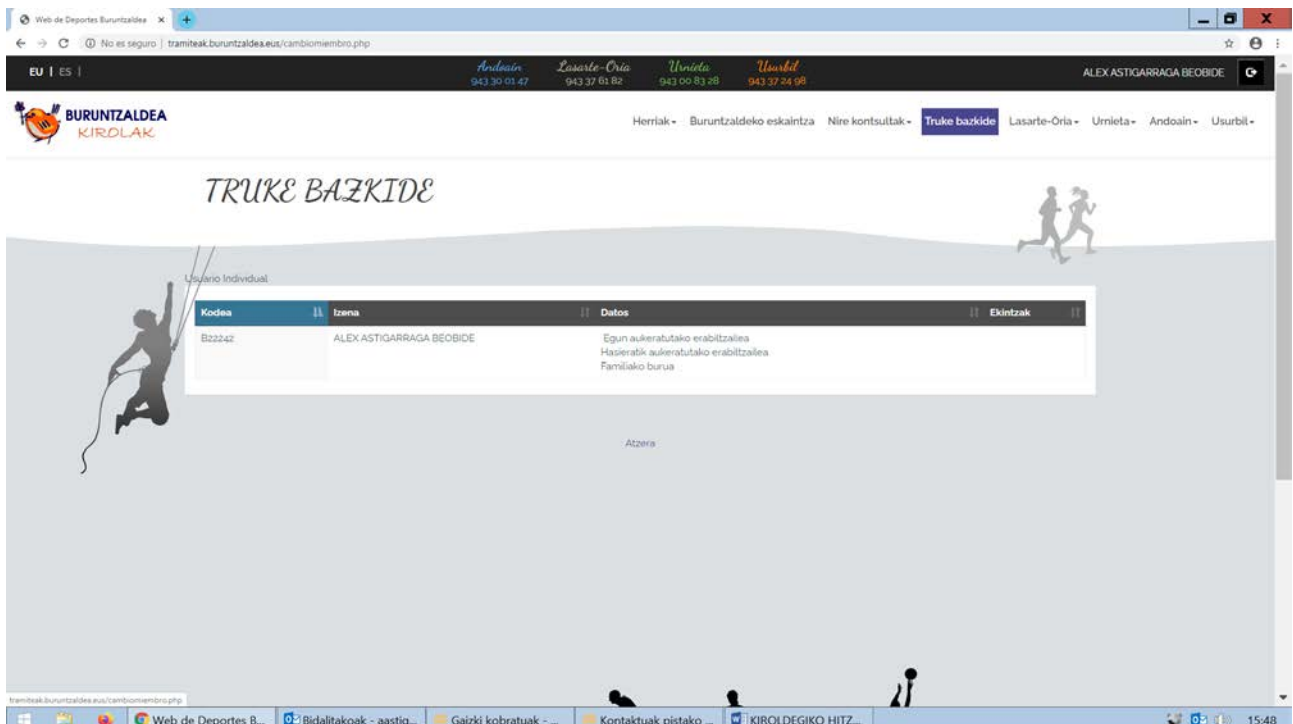 Web de Deportes Buruntzaldea
No es seguro | tramiteak.buruntzaldea.eus/cambiomiembro.php
EU | ES |
Andoain
943 30 01 47
Lasarte-Oria
943 37 61 82
Urnieta
943 00 83 28
Usurbil
943 37 24 98
ALEX ASTIGARRAGA BEOBIDE
BURUNTZALDEA
KIROLAK
Herriak Buruntzaldeko eskaintza Nire kontsultak Truke bazkide Lasarte-Oria Urnieta Andoain Usurbil
TRUKE BAZKIDE
Usuario Individual
Kodea Izena Datos Ekintzak
B22242 ALEX ASTIGARRAGA BEOBIDE Egun aukeratutako erabiltzailea
Hasieratik aukeratutako erabiltzailea
Familiako burua
Atzera
tramiteak.buruntzaldea.eus/cambiomiembro.php
Web de Deportes B... Bidalitakoak - aastig... Gaizki kobratuak - ... Kontaktuak pistako ... KIROLDEGIKO HITZ... 15:48